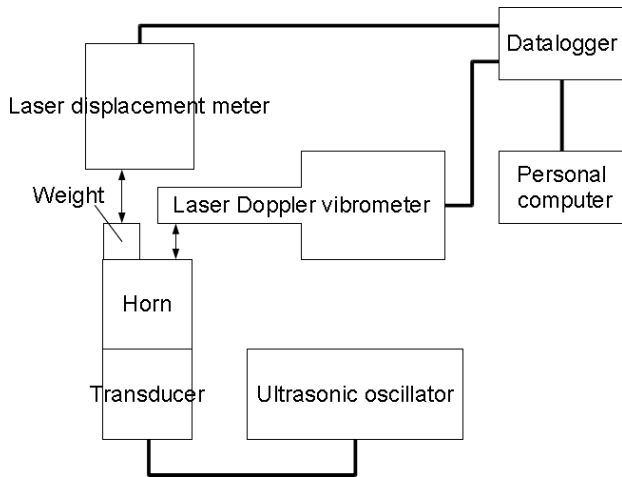 Datalogger
Laser displacement meter
Personal
computer
Weight
Laser Doppler vibrometer
Horn
Transducer
Ultrasonic oscillator